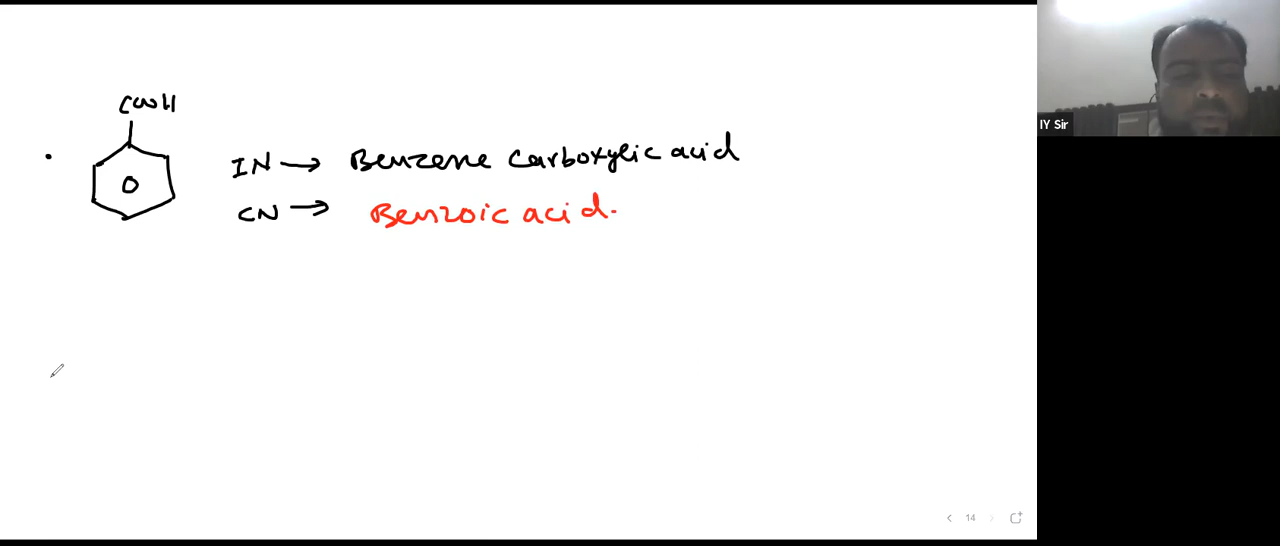 COOH
IN → Benzene carboxylic acid
CN → Benzoic acid.
IY Sir
14